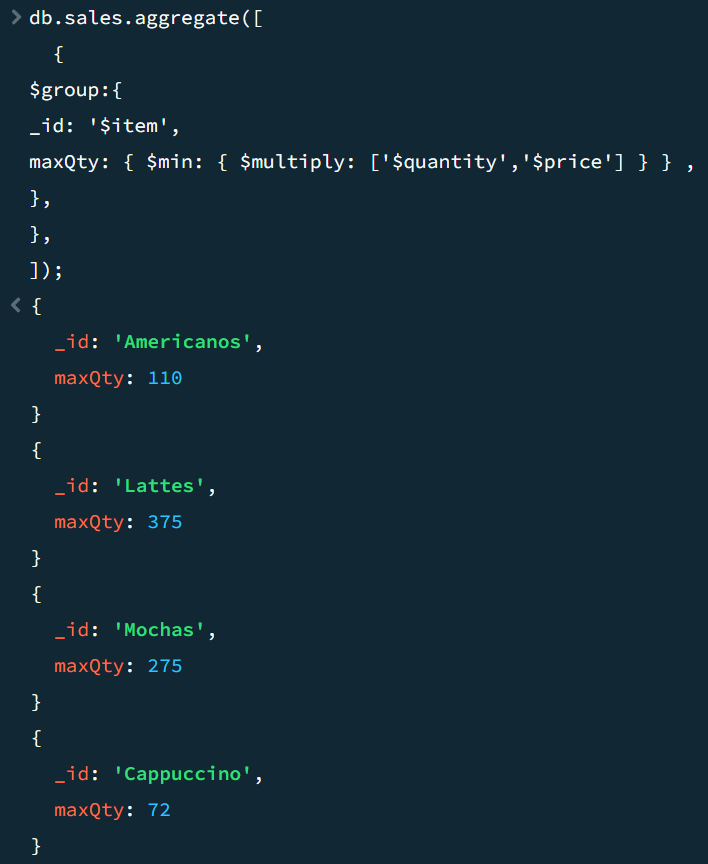 db.sales.aggregate([
{
$group:{
_id: '$item',
maxQty: { $min: { $multiply: ['$quantity','$price'] } } ,
},
},
]);
{
_id: 'Americanos',
maxQty: 110
}
{
_id: 'Lattes',
maxQty: 375
}
{
_id: 'Mochas',
maxQty: 275
}
{
_id: 'Cappuccino',
maxQty: 72
}